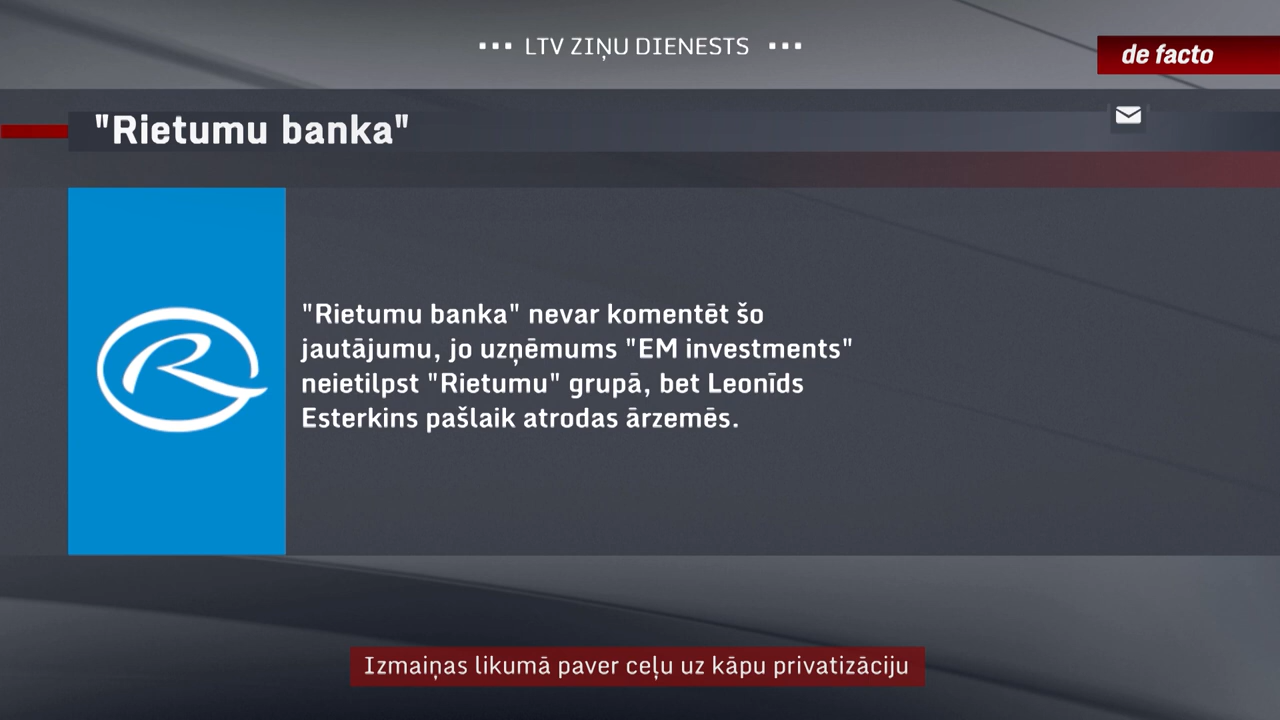 LTV ZIŅU DIENESTS
de facto
"Rietumu banka"
R
"Rietumu banka" nevar komentēt šo
jautājumu, jo uzņēmums "EM investments"
neietilpst "Rietumu" grupā, bet Leonīds
Esterkins pašlaik atrodas ārzemēs.
Izmaiņas likumā paver ceļu uz kāpu privatizāciju